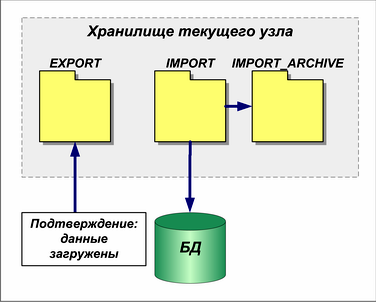 Хранилище текущего узла
EXPORT
IMPORT
IMPORT_ARCHIVE
Подтверждение:
данные
загружены
БД